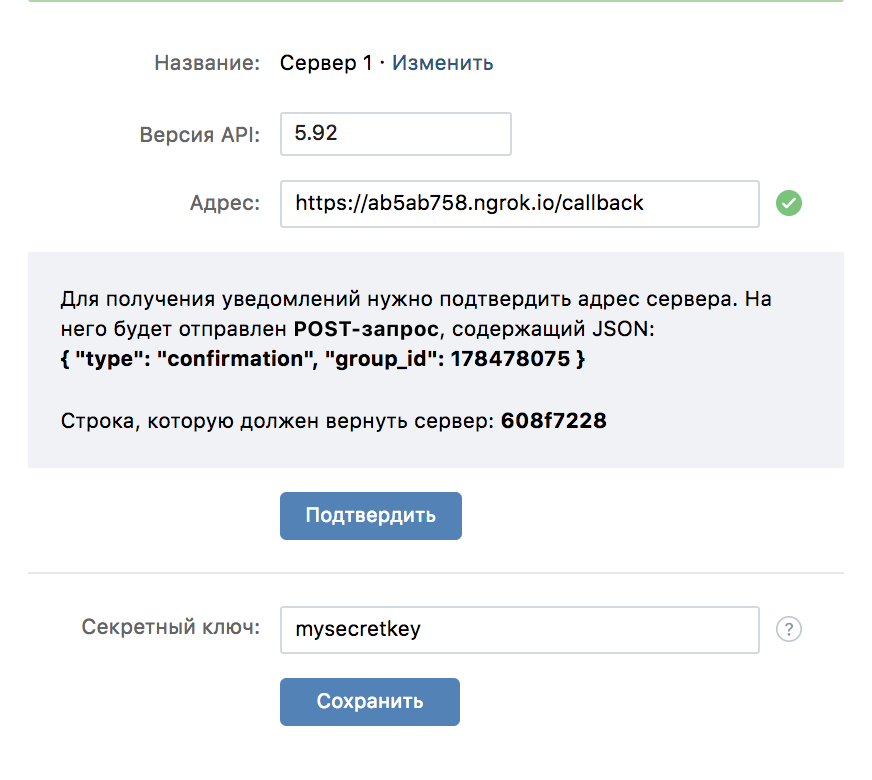 Название: Сервер 1 · Изменить
Версия API: 5.92
Адрес: https://ab5ab758.ngrok.io/callback
Для получения уведомлений нужно подтвердить адрес сервера. На
него будет отправлен POST-запрос, содержащий JSON:
{ "type": "confirmation", "group_id": 178478075 }
Строка, которую должен вернуть сервер: 608f7228
Подтвердить
Секретный ключ: mysecretkey ?
Сохранить